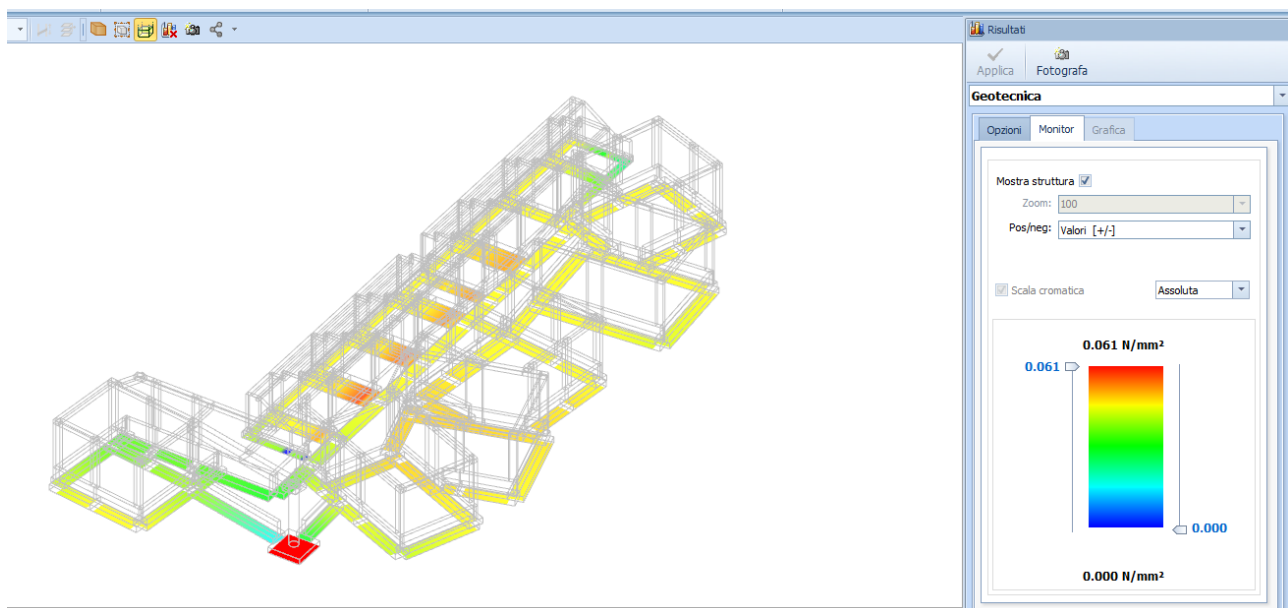 Risultati
Applica
Fotografa
Geotecnica
Opzioni Monitor Grafica
Mostra struttura
Zoom: 100
Pos/neg: Valori [+/-]
Scala cromatica Assoluta
0.061 N/mm²
0.061
0.000
0.000 N/mm²